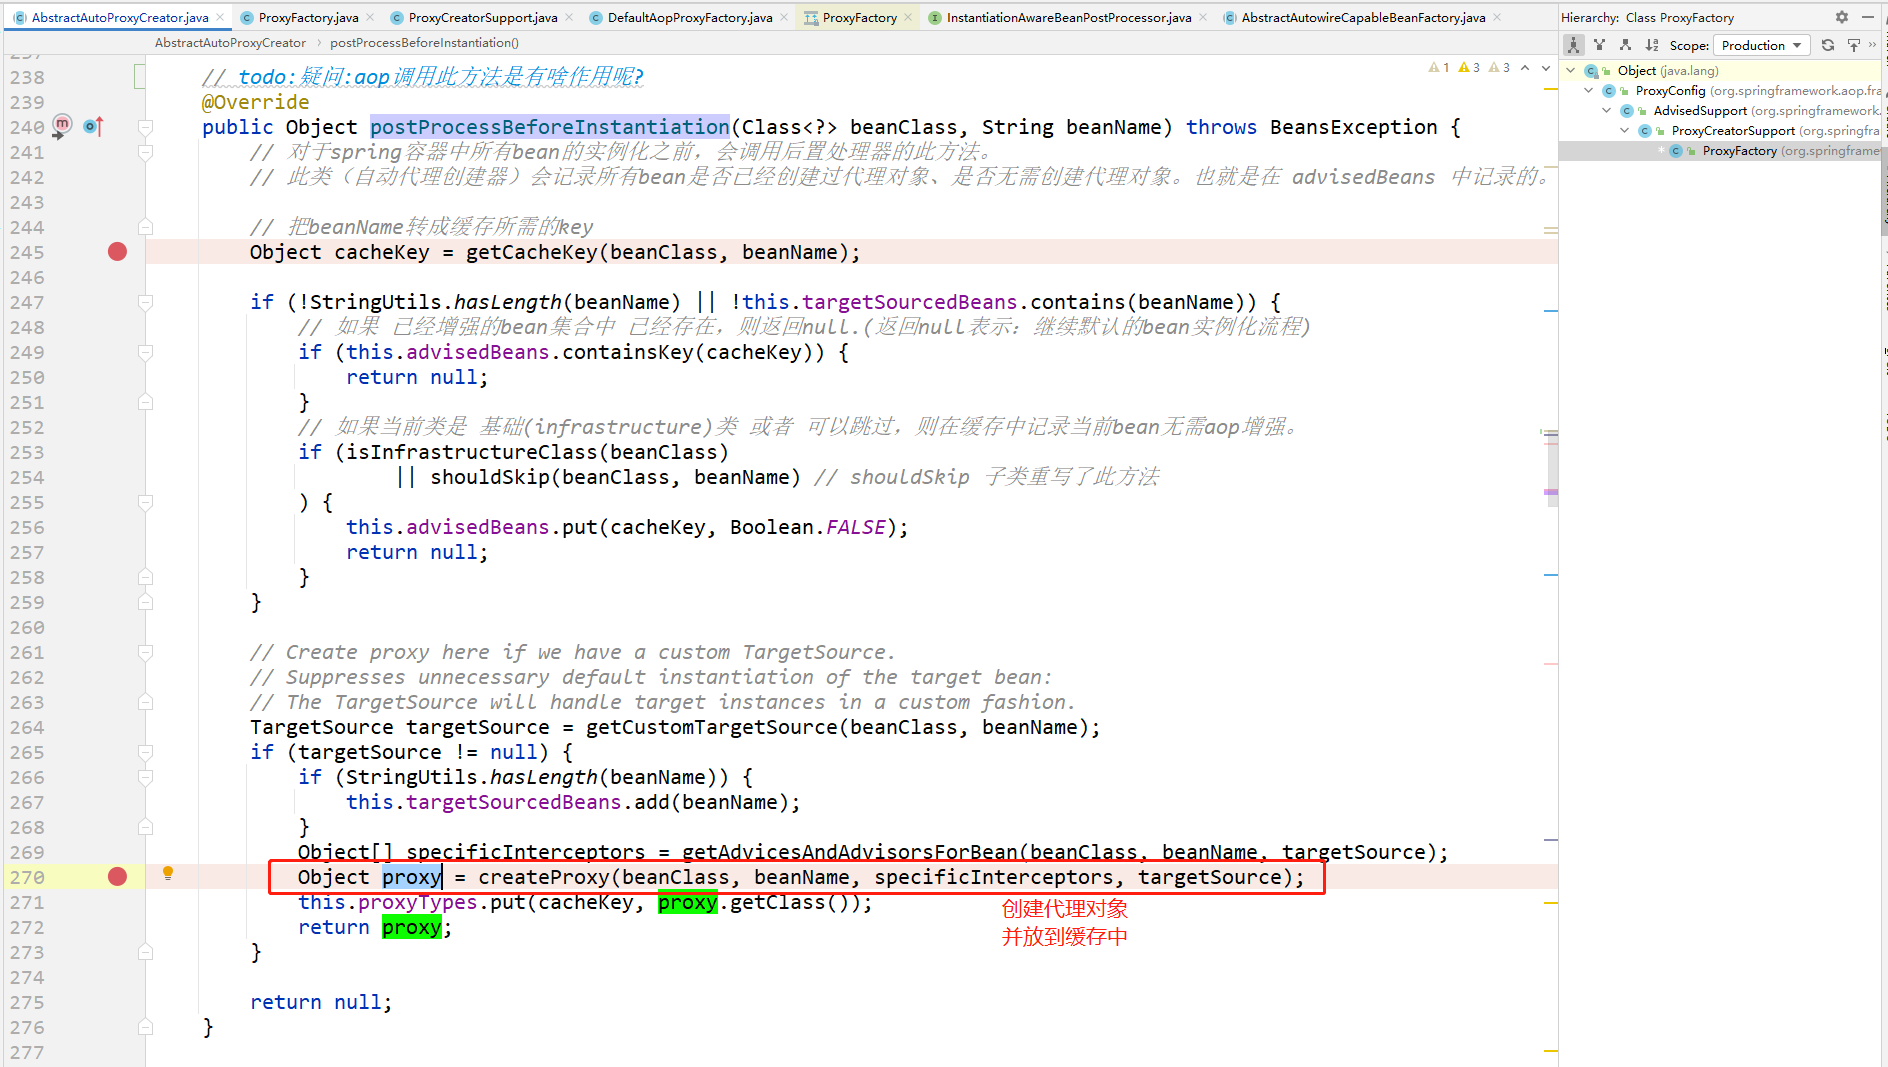 AbstractAutoProxyCreator.java
ProxyFactory.java
ProxyCreatorSupport.java
DefaultAopProxyFactory.java
ProxyFactory
InstantiationAwareBeanPostProcessor.java
AbstractAutowireCapableBeanFactory.java
Hierarchy: Class ProxyFactory
AbstractAutoProxyCreator
postProcessBeforeInstantiation()
Scope: Production
1 3 3
Object (java.lang)
ProxyConfig (org.springframework.aop.fra
AdvisedSupport (org.springframework.
ProxyCreatorSupport (org.springfra
ProxyFactory (org.springframe
238 // todo:疑问:aop调用此方法是有啥作用呢?
239 @Override
240 public Object postProcessBeforeInstantiation(Class<?> beanClass, String beanName) throws BeansException {
241 // 对于spring容器中所有bean的实例化之前，会调用后置处理器的此方法。
242 // 此类（自动代理创建器）会记录所有bean是否已经创建过代理对象、是否无需创建代理对象。也就是在 advisedBeans 中记录的。
243
244 // 把beanName转成缓存所需的key
245 Object cacheKey = getCacheKey(beanClass, beanName);
246
247 if (!StringUtils.hasLength(beanName) || !this.targetSourcedBeans.contains(beanName)) {
248 // 如果 已经增强的bean集合中 已经存在，则返回null.(返回null表示: 继续默认的bean实例化流程)
249 if (this.advisedBeans.containsKey(cacheKey)) {
250 return null;
251 }
252 // 如果当前类是 基础(infrastructure)类 或者 可以跳过，则在缓存中记录当前bean无需aop增强。
253 if (isInfrastructureClass(beanClass)
254 || shouldSkip(beanClass, beanName) // shouldSkip 子类重写了此方法
255 ) {
256 this.advisedBeans.put(cacheKey, Boolean.FALSE);
257 return null;
258 }
259 }
260
261 // Create proxy here if we have a custom TargetSource.
262 // Suppresses unnecessary default instantiation of the target bean:
263 // The TargetSource will handle target instances in a custom fashion.
264 TargetSource targetSource = getCustomTargetSource(beanClass, beanName);
265 if (targetSource != null) {
266 if (StringUtils.hasLength(beanName)) {
267 this.targetSourcedBeans.add(beanName);
268 }
269 Object[] specificInterceptors = getAdvicesAndAdvisorsForBean(beanClass, beanName, targetSource);
270 Object proxy = createProxy(beanClass, beanName, specificInterceptors, targetSource);
271 this.proxyTypes.put(cacheKey, proxy.getClass());
创建代理对象
272 return proxy;
并放到缓存中
273 }
274
275 return null;
276 }
277